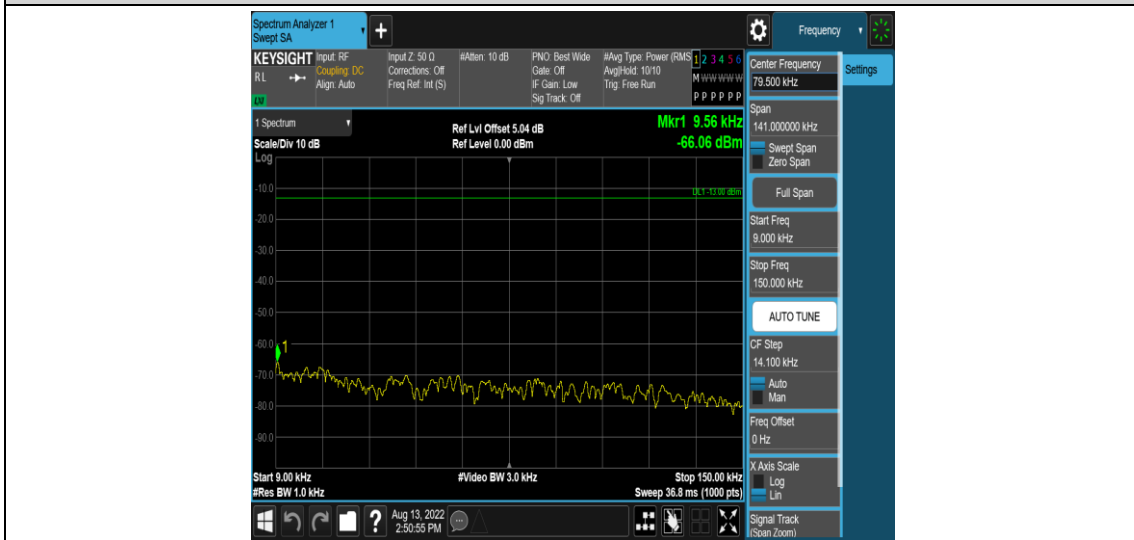 Spectrum Analyzer 1
Swept SA
+
Frequency
KEYSIGHT
RL
LXI
Input: RF
Coupling: DC
Align: Auto
Input Z: 50 Ω
Corrections: Off
Freq Ref: Int (S)
#Atten: 10 dB
PNO: Best Wide
Gate: Off
IF Gain: Low
Sig Track: Off
#Avg Type: Power (RMS
Avg|Hold: 10/10
Trig: Free Run
1 2 3 4 5 6
M W W W W W
P P P P P P
1 Spectrum
Scale/Div 10 dB
Log
Ref Lvl Offset 5.04 dB
Ref Level 0.00 dBm
Mkr1 9.56 kHz
-66.06 dBm
DL1 -13.00 dBm
-10.0
-20.0
-30.0
-40.0
-50.0
-60.0
1
-70.0
-80.0
-90.0
Start 9.00 kHz
#Res BW 1.0 kHz
#Video BW 3.0 kHz
Stop 150.00 kHz
Sweep 36.8 ms (1000 pts)
Center Frequency
79.500 kHz
Settings
Span
141.000000 kHz
Swept Span
Zero Span
Full Span
Start Freq
9.000 kHz
Stop Freq
150.000 kHz
AUTO TUNE
CF Step
14.100 kHz
Auto
Man
Freq Offset
0 Hz
X Axis Scale
Log
Lin
Signal Track
(Span Zoom)
?
Aug 13, 2022
2:50:55 PM